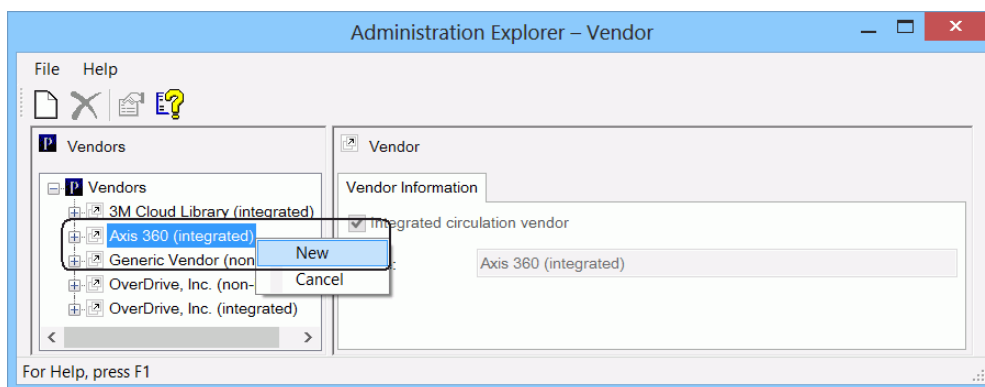 Administration Explorer – Vendor
File Help
Vendors
Vendors
3M Cloud Library (integrated)
Axis 360 (integrated)
Generic Vendor (non
OverDrive, Inc. (non-
OverDrive, Inc. (integrated)
New
Cancel
Vendor
Vendor Information
Integrated circulation vendor
Axis 360 (integrated)
For Help, press F1